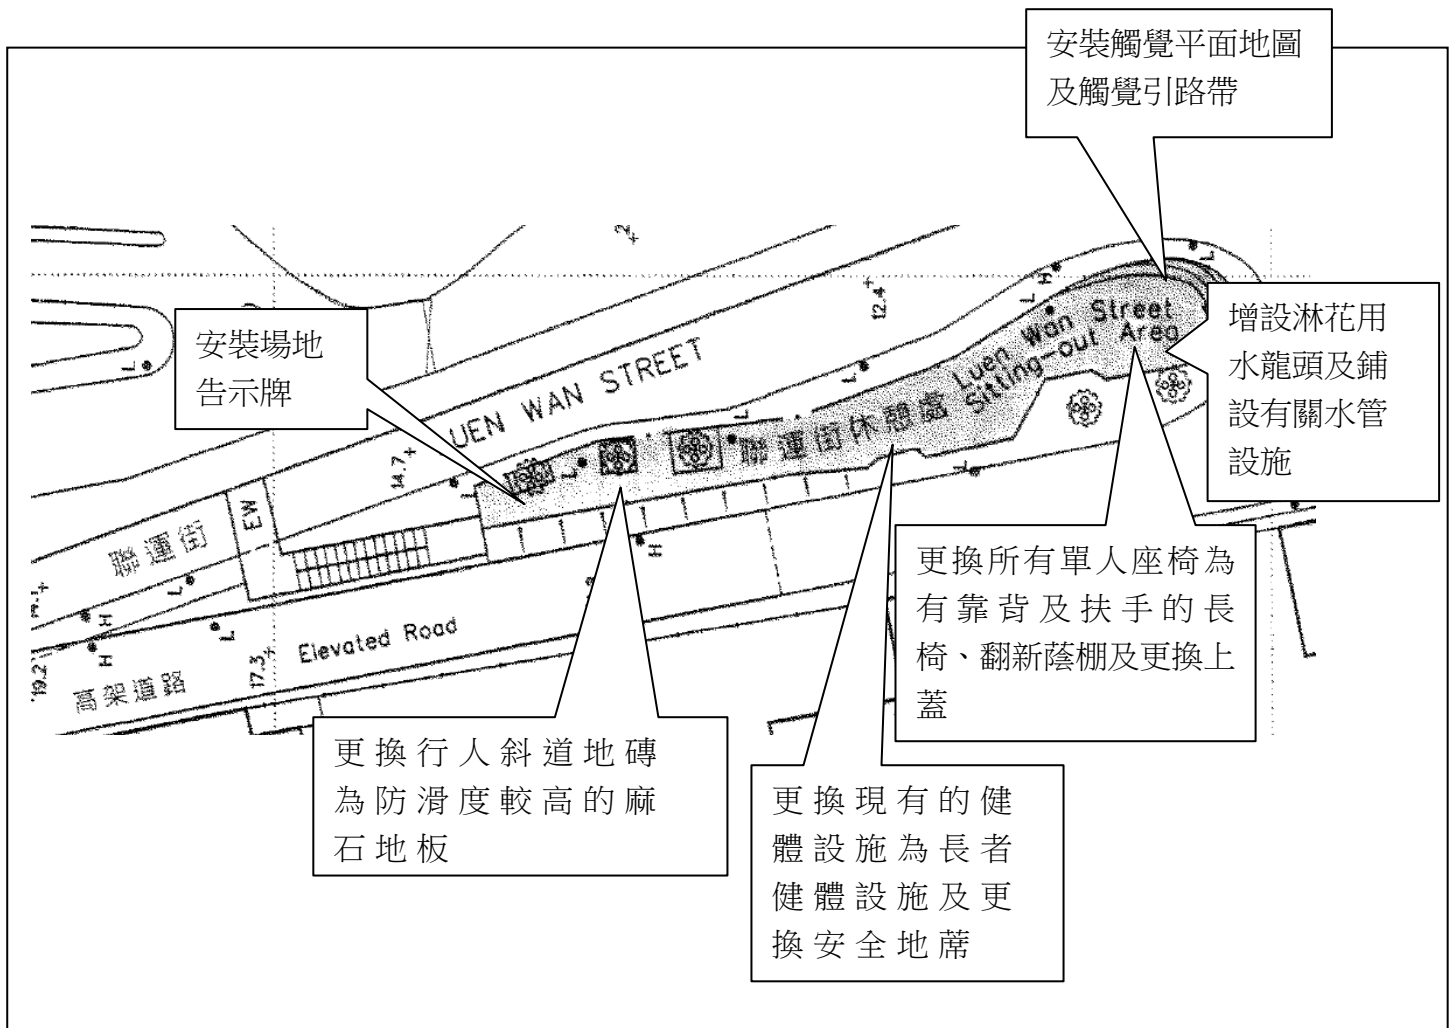 安裝觸覺平面地圖
及觸覺引路帶
安裝場地
告示牌
增設淋花用
水龍頭及鋪
設有關水管
設施
12.4
L
H
L
L
L
Luen Wan Street
Sitting-out Area
UEN WAN STREET
聯運街休憩處
L
L
14.7
L
L
L
EW
聯運街
H
L
H
H
L
Elevated Road
17.3
19.2
高架道路
更換所有單人座椅為
有靠背及扶手的長
椅、翻新蔭棚及更換上
蓋
更換行人斜道地磚
為防滑度較高的麻
石地板
更換現有的健
體設施為長者
健體設施及更
換安全地蓆